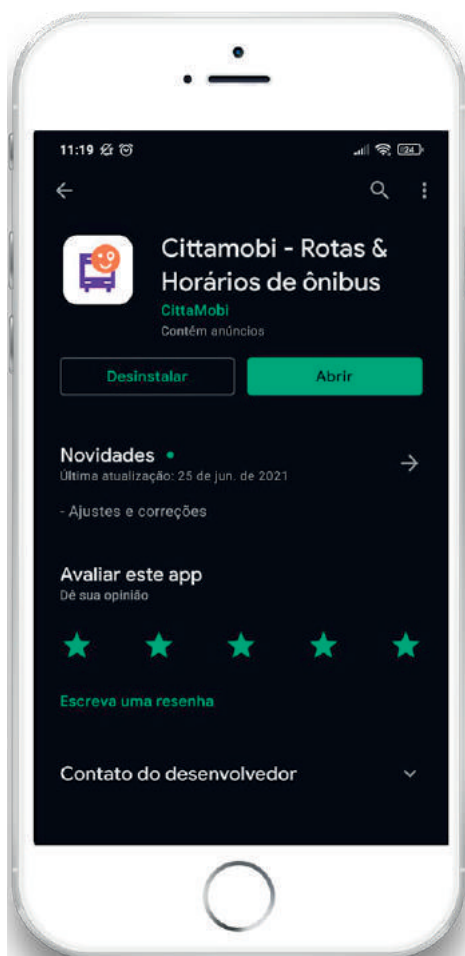 11:19
24
Cittamobi - Rotas &
Horários de ônibus
CittaMobi
Contém anúncios
Desinstalar
Abrir
Novidades
Última atualização: 25 de jun. de 2021
- Ajustes e correções
Avaliar este app
Dê sua opinião
Escreva uma resenha
Contato do desenvolvedor